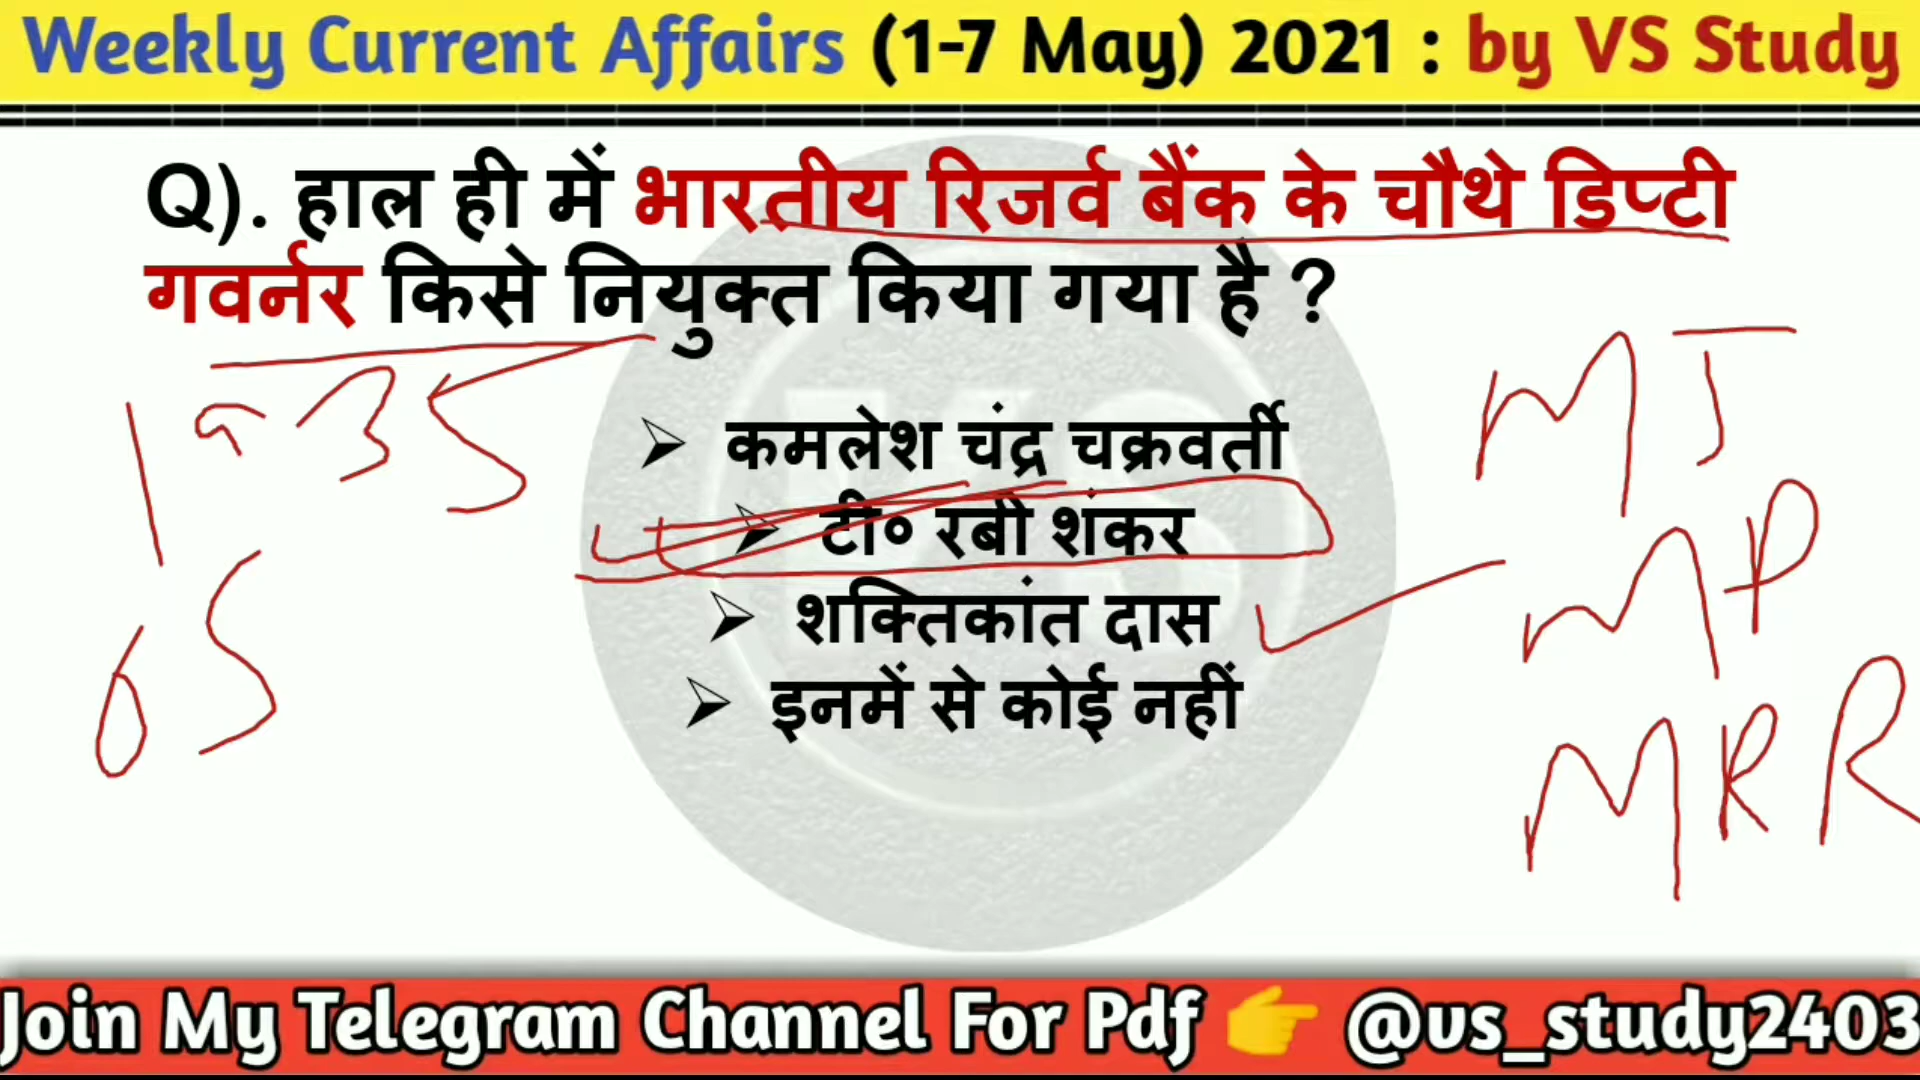 Weekly Current Affairs (1-7 May) 2021 : by VS Study
Q). हाल ही में भारतीय रिजर्व बैंक के चौथे डिप्टी
गवर्नर किसे नियुक्त किया गया है ?
1935
MJ
➢ कमलेश चंद्र चक्रवर्ती
➢ टी० रबी शंकर
MP
➢ शक्तिकांत दास
➢ इनमें से कोई नहीं
MRR
Join My Telegram Channel For Pdf 👉 @vs_study2403